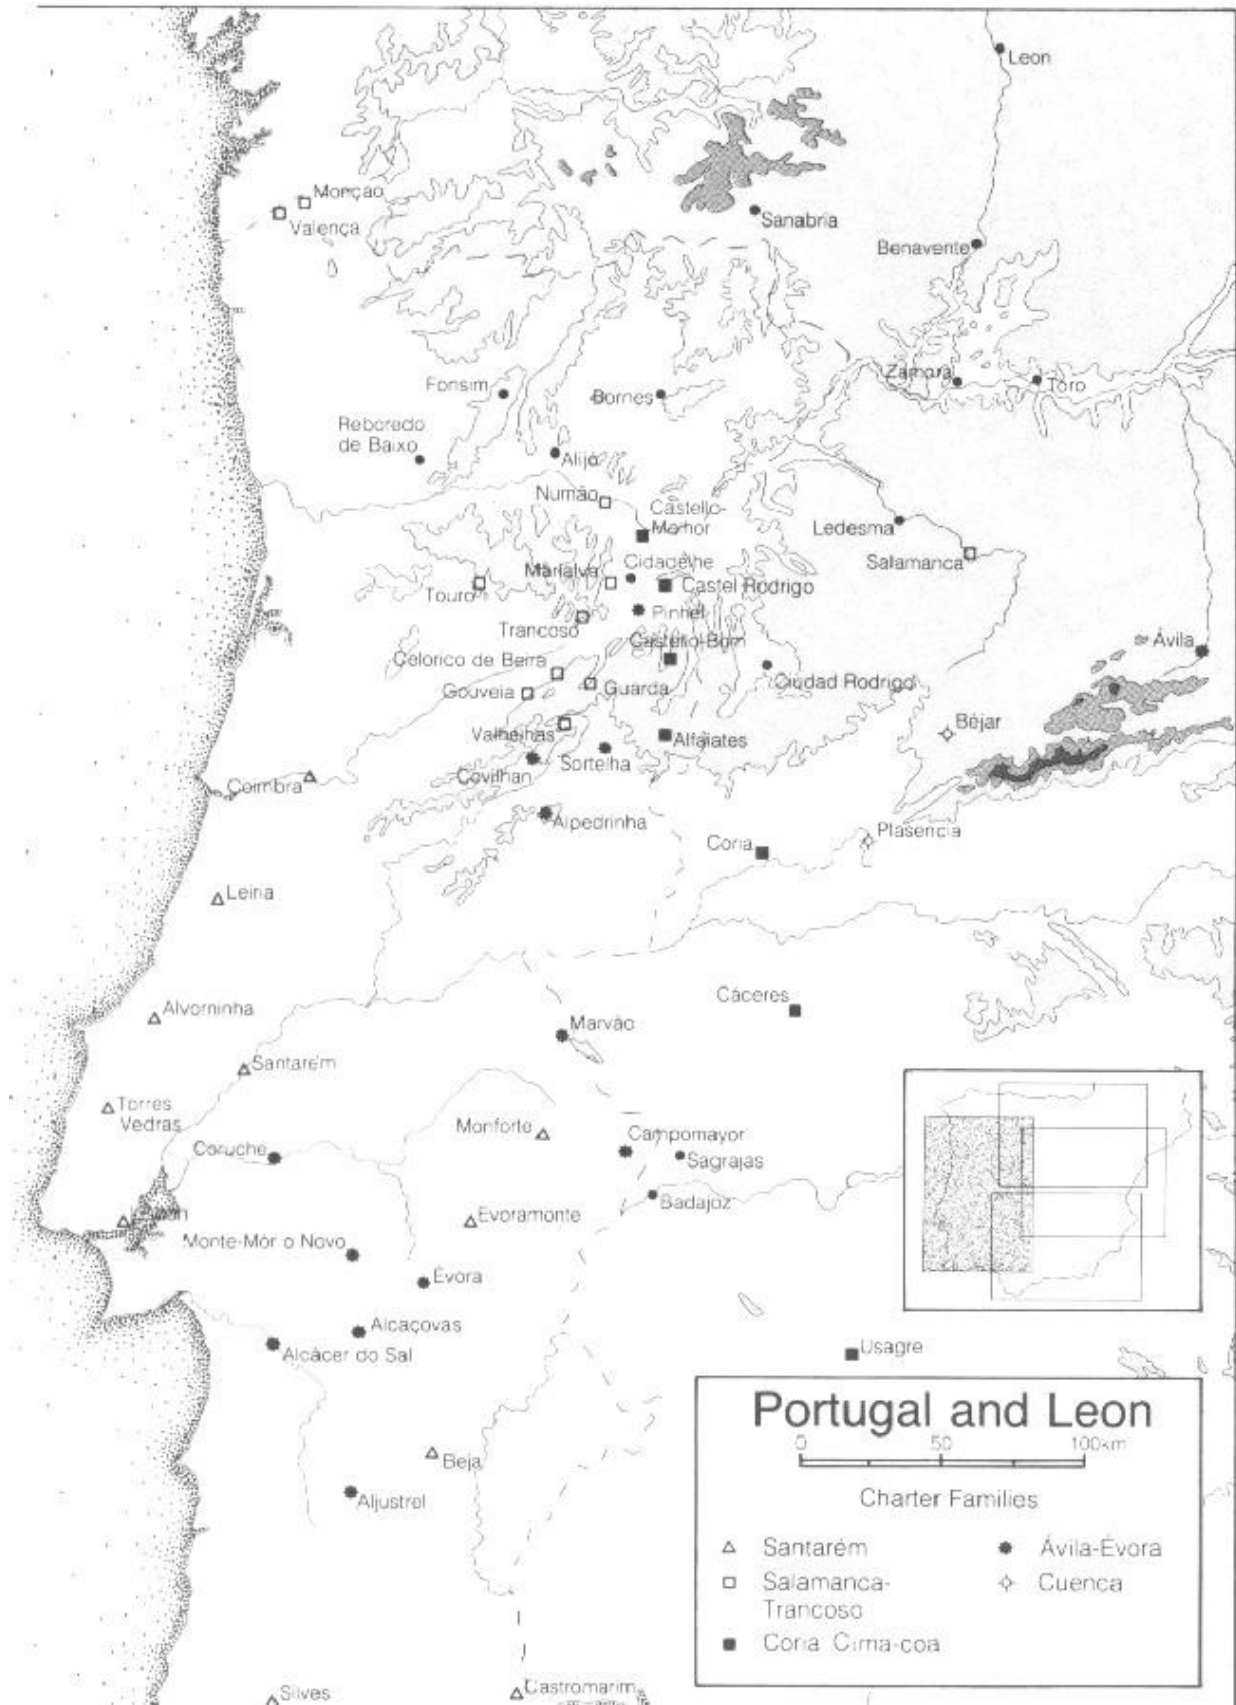 Leon
Monção
Valença
Sanabria
Benavente
Fonsim
Bornes
Zamora
Toro
Reboredo
de Baixo
Alijó
Numão
Castello-
Melhor
Ledesma
Salamanca
Marialva
Cidadelhe
Castel Rodrigo
Touro
Pinhel
Trancoso
Castello-Bom
Ávila
Celorico de Berra
Ciudad Rodrigo
Gouveia
Guarda
Béjar
Valhelhas
Alfaiates
Sortelha
Covilhan
Coimbra
Alpedrinha
Plasencia
Coria
Leiria
Cáceres
Alvorninha
Marvão
Santarém
Torres
Vedras
Monforte
Campomayor
Coruche
Sagrajas
Badajoz
Evoramonte
Monte-Mór o Novo
Évora
Alcaçovas
Alcácer do Sal
Usagre
Beja
Aljustrel
Silves
Castromarim
Portugal and Leon
0 50 100km
Charter Families
Santarém
Ávila-Évora
Salamanca-
Trancoso
Cuenca
Coria Cima-coa